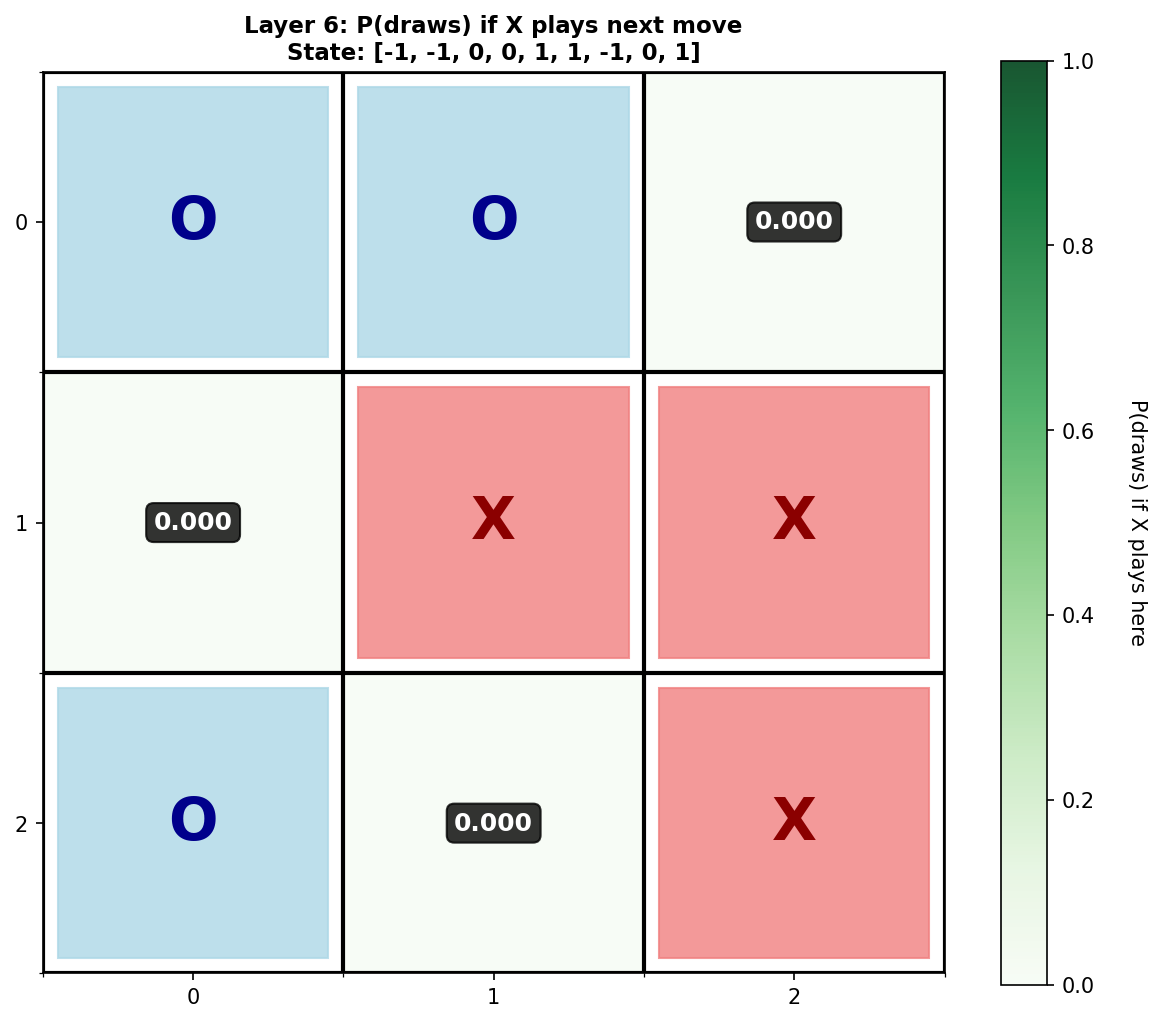 Layer 6: P(draws) if X plays next move
State: [-1, -1, 0, 0, 1, 1, -1, 0, 1]
1.0
0.8
0.6
0.4
0.2
0.0
P(draws) if X plays here
0
O
O
0.000
1
0.000
X
X
2
O
0.000
X
0
1
2